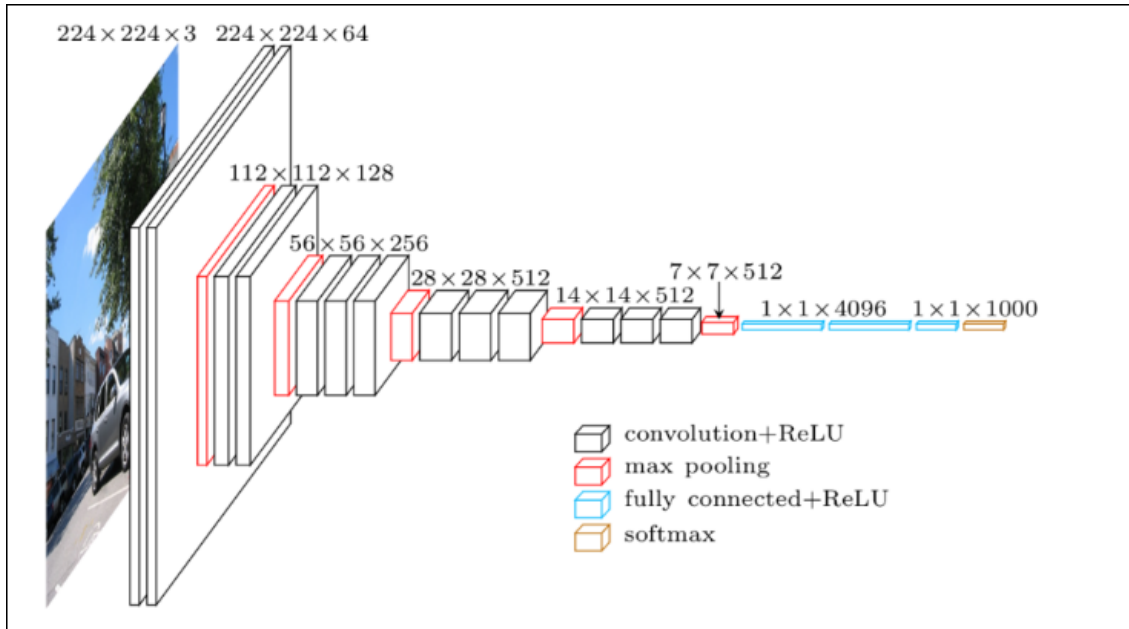 224×224×3
224×224×64
112×112×128
56×56×256
28×28×512
14×14×512
7×7×512
1×1×4096
1×1×1000
convolution+ReLU
max pooling
fully connected+ReLU
softmax